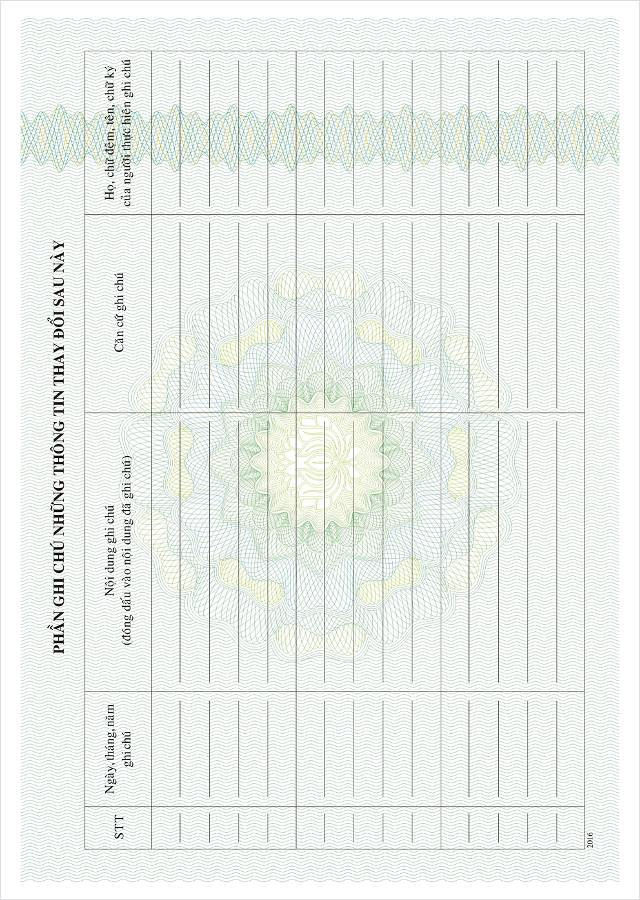 PHẦN GHI CHÚ NHỮNG THÔNG TIN THAY ĐỔI SAU NÀY
STT
Ngày, tháng, năm
ghi chú
Nội dung ghi chú
(đóng dấu vào nội dung đã ghi chú)
Căn cứ ghi chú
Họ, chữ đệm, tên, chữ ký
của người thực hiện ghi chú
2016